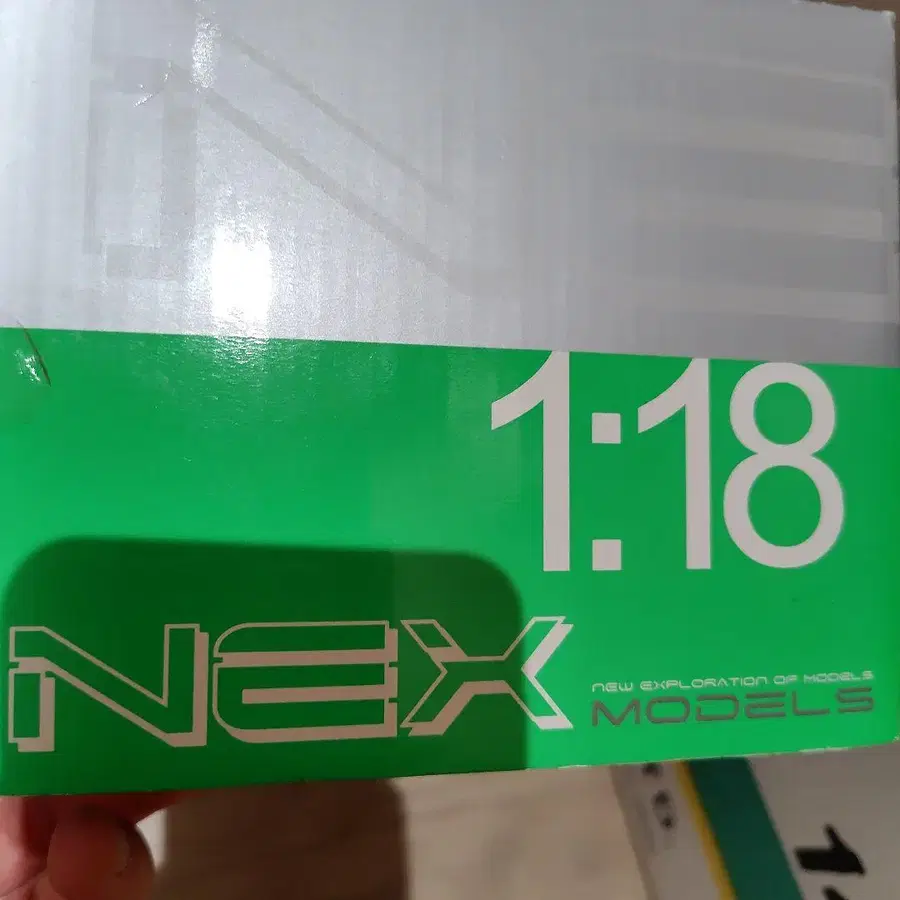 1:18
NEX
NEW EXPLORATION OF MODELS
MODELS